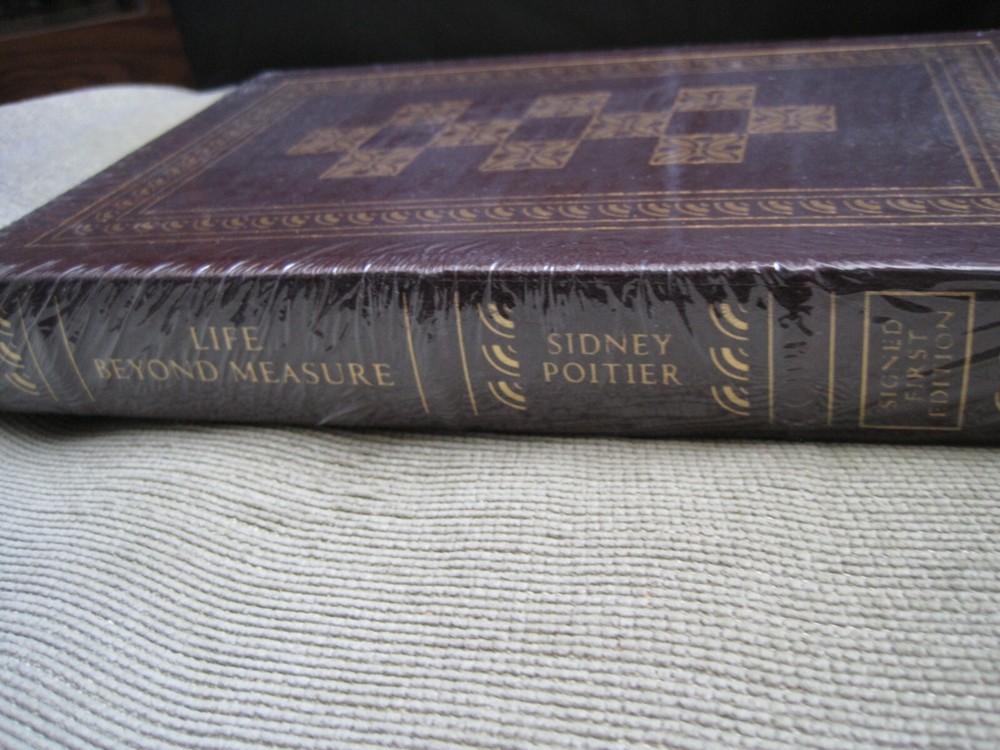 LIFE
BEYOND MEASURE
SIDNEY
POITIER
SIGNED
FIRST
EDITION